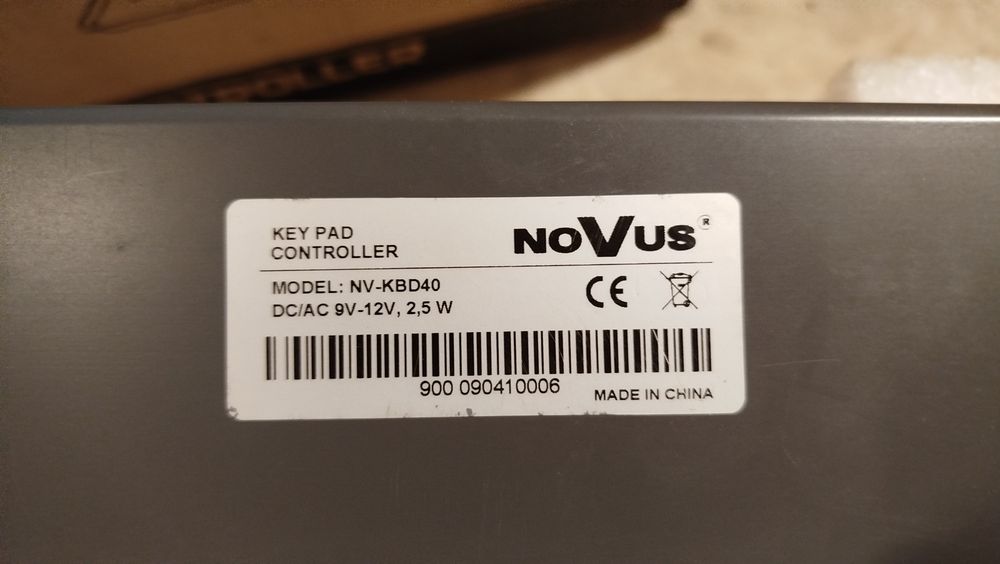 ROLLER
KEY PAD
CONTROLLER
NOVUS®
MODEL: NV-KBD40
DC/AC 9V-12V, 2,5 W
CE
900 090410006
MADE IN CHINA